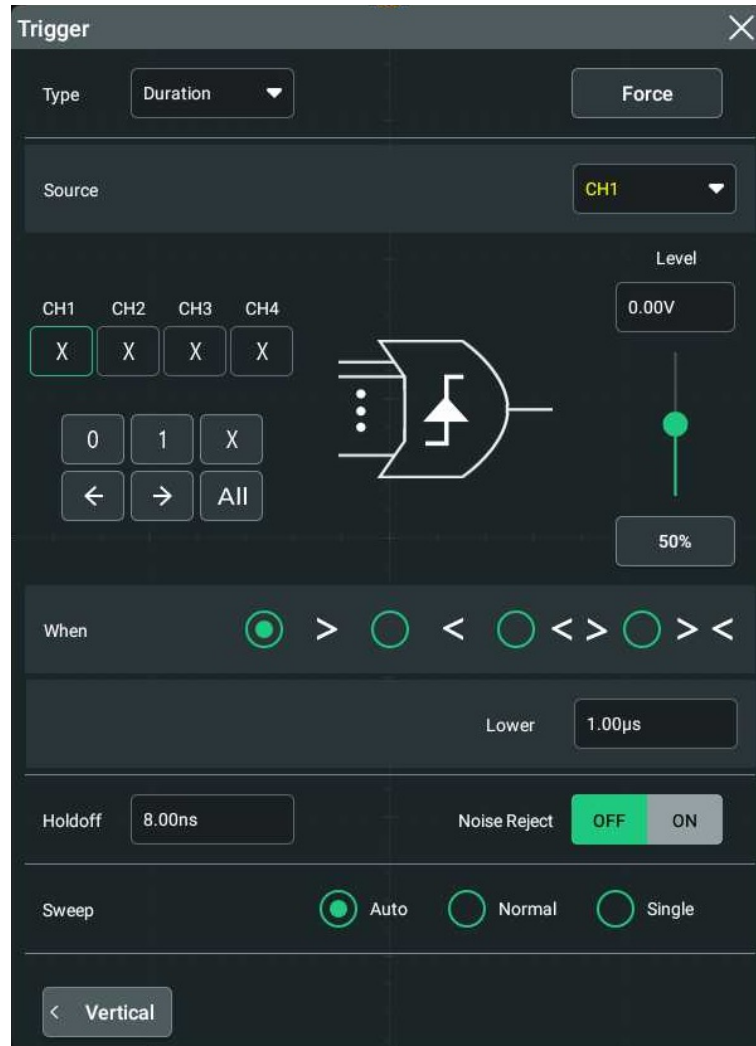 Trigger
Type Duration Force
Source CH1
Level
0.00V
CH1 CH2 CH3 CH4
X X X X
0 1 X
← → All
50%
When > < < > > <
Lower 1.00µs
Holdoff 8.00ns Noise Reject OFF ON
Sweep Auto Normal Single
< Vertical